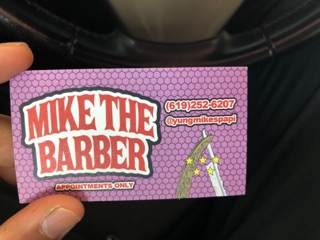 MIKE THE
BARBER
APPOINTMENTS ONLY
(619)252-6207
@yungmikespapi